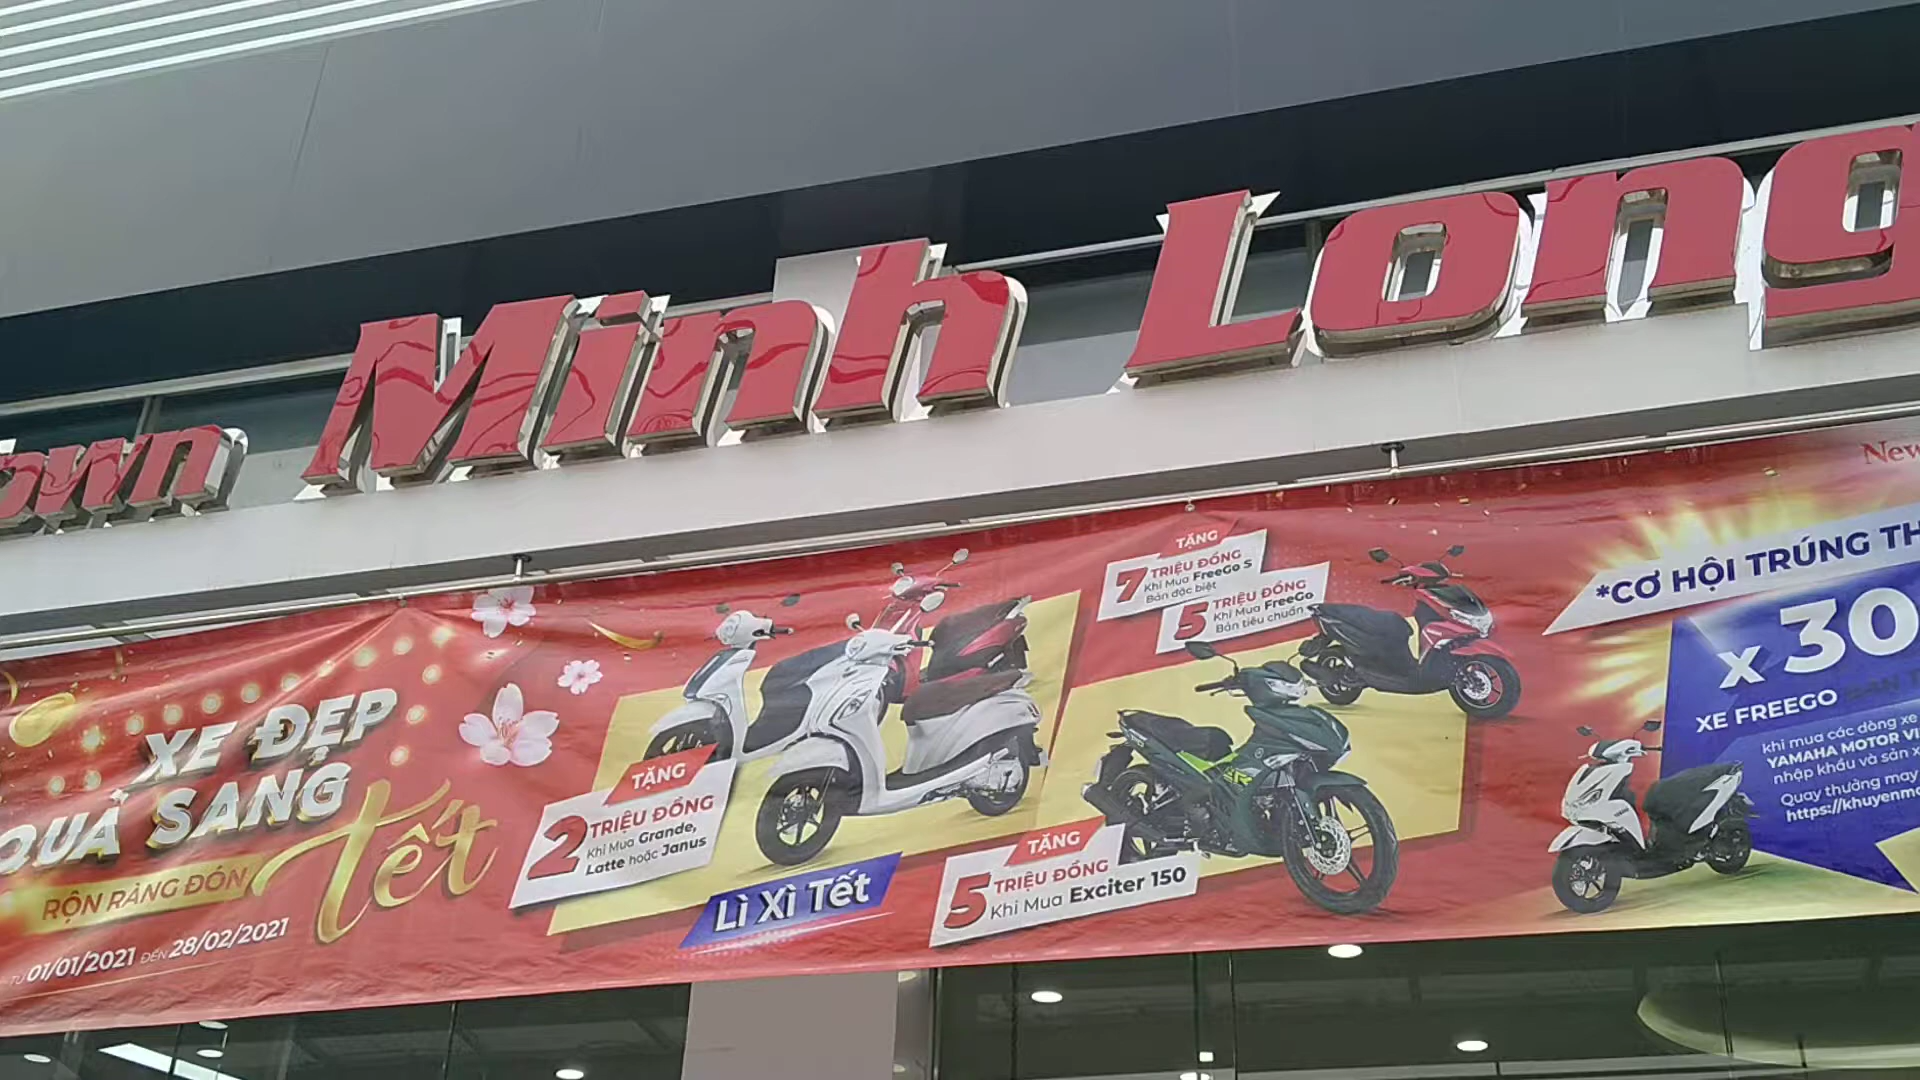 own Minh Long
New
XE ĐẸP
QUÀ SANG
RỘN RÀNG ĐÓN Tết
TỪ 01/01/2021 ĐẾN 28/02/2021
TẶNG
2 TRIỆU ĐỒNG
Khi Mua Grande,
Latte hoặc Janus
Lì Xì Tết
TẶNG
7 TRIỆU ĐỒNG
Khi Mua FreeGo S
Bản đặc biệt
5 TRIỆU ĐỒNG
Khi Mua FreeGo
Bản tiêu chuẩn
TẶNG
5 TRIỆU ĐỒNG
Khi Mua Exciter 150
*CƠ HỘI TRÚNG TH
x 30
XE FREEGO
khi mua các dòng xe
YAMAHA MOTOR VI
nhập khẩu và sản x
Quay thưởng may
https://khuyenmo